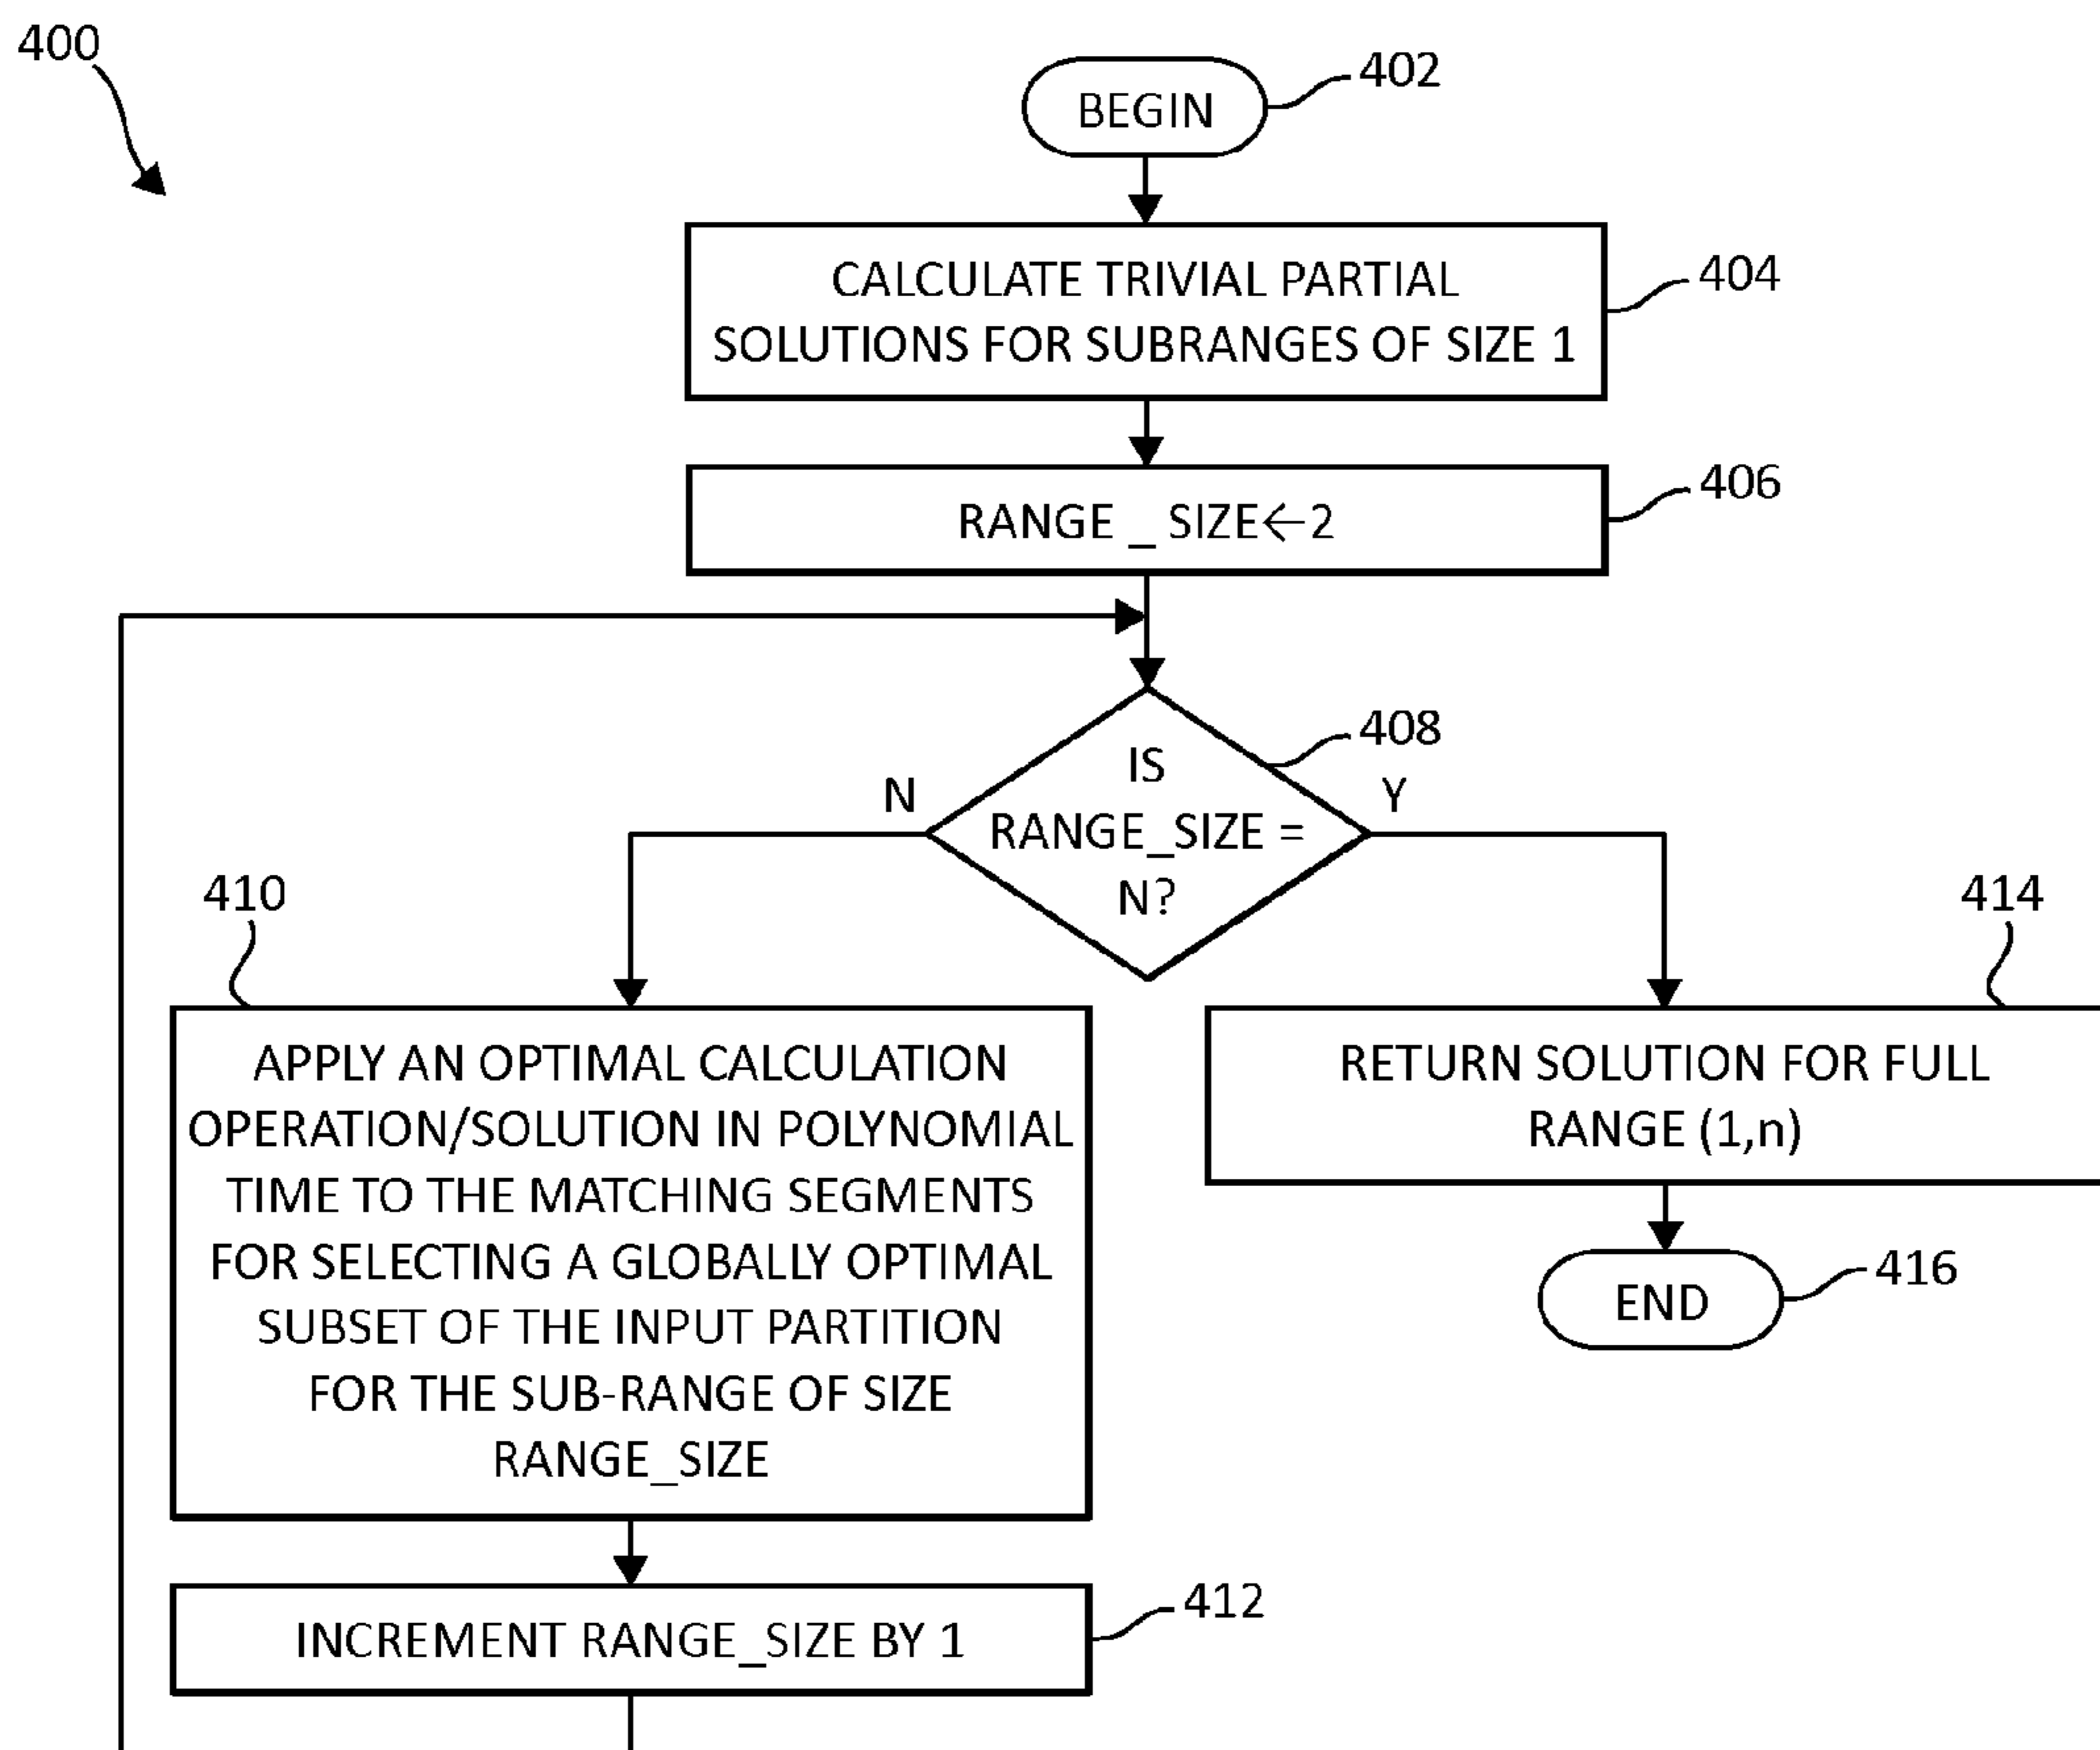 400
BEGIN
402
CALCULATE TRIVIAL PARTIAL
SOLUTIONS FOR SUBRANGES OF SIZE 1
404
RANGE _ SIZE←2
406
IS
RANGE_SIZE =
N?
408
N
Y
410
APPLY AN OPTIMAL CALCULATION
OPERATION/SOLUTION IN POLYNOMIAL
TIME TO THE MATCHING SEGMENTS
FOR SELECTING A GLOBALLY OPTIMAL
SUBSET OF THE INPUT PARTITION
FOR THE SUB-RANGE OF SIZE
RANGE_SIZE
414
RETURN SOLUTION FOR FULL
RANGE (1,n)
END
416
INCREMENT RANGE_SIZE BY 1
412